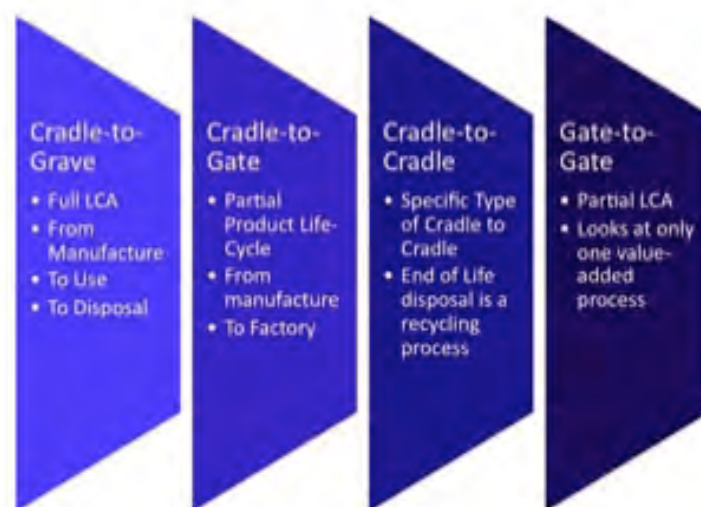 Cradle-to-
Grave
• Full LCA
• From
Manufacture
• To Use
• To Disposal
Cradle-to-
Gate
• Partial
Product Life-
Cycle
• From
manufacture
• To Factory
Cradle-to-
Cradle
• Specific Type
of Cradle to
Cradle
• End of Life
disposal is a
recycling
process
Gate-to-
Gate
• Partial LCA
• Looks at only
one value-
added
process